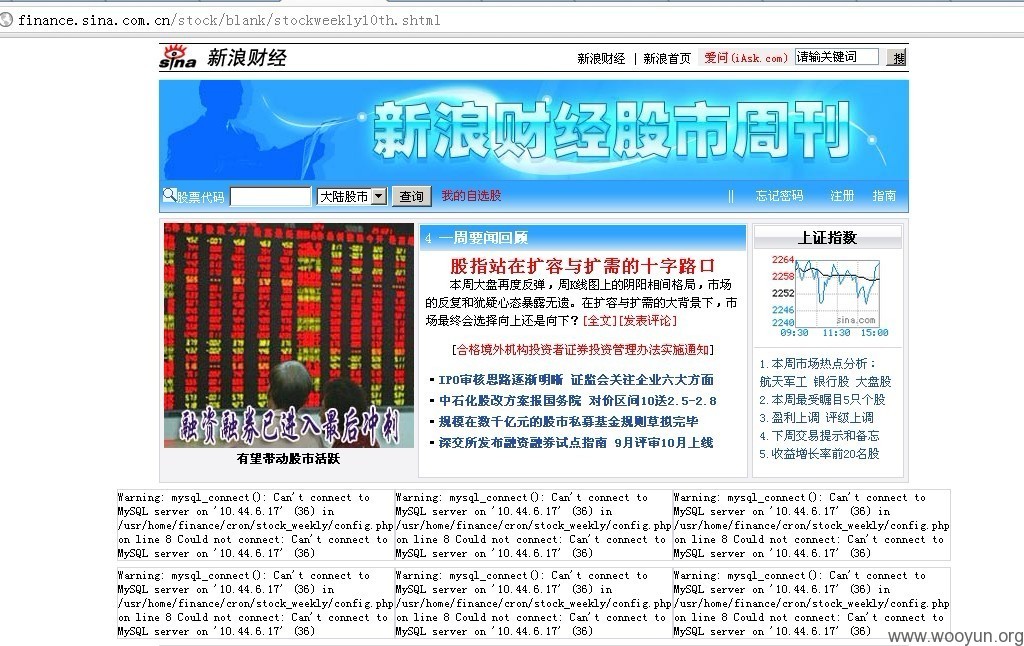 finance.sina.com.cn/stock/blank/stockweekly10th.shtml
sina 新浪财经
新浪财经 | 新浪首页 爱问(iAsk.com) 请输关键词 搜
新浪财经股市周刊
股票代码 大陆股市 查询 我的自选股 || 忘记密码 注册 指南
融资融券已进入最后冲刺
有望带动股市活跃
4 一周要闻回顾
股指站在扩容与扩需的十字路口
本周大盘再度反弹，周K线图上的阴阳相间格局，市场
的反复和犹疑心态暴露无遗。在扩容与扩需的大背景下，市
场最终会选择向上还是向下？[全文][发表评论]
[合格境外机构投资者证券投资管理办法实施通知]
IPO审核思路逐渐明晰 证监会关注企业六大方面
中石化股改方案报国务院 对价区间10送2.5-2.8
规模在数千亿元的股市私募基金规则草拟完毕
深交所发布融资融券试点指南 9月评审10月上线
上证指数
2264
2258
2252
2246
2240
sina.com
09:30 11:30 15:00
1.本周市场热点分析：
航天军工 银行股 大盘股
2.本周最受瞩目5只个股
3.盈利上调 评级上调
4.下周交易提示和备忘
5.收益增长率前20名股
Warning: mysql_connect(): Can't connect to
MySQL server on '10.44.6.17' (36) in
/usr/home/finance/cron/stock_weekly/config.php
on line 8 Could not connect: Can't connect to
MySQL server on '10.44.6.17' (36)
Warning: mysql_connect(): Can't connect to
MySQL server on '10.44.6.17' (36) in
/usr/home/finance/cron/stock_weekly/config.php
on line 8 Could not connect: Can't connect to
MySQL server on '10.44.6.17' (36)
Warning: mysql_connect(): Can't connect to
MySQL server on '10.44.6.17' (36) in
/usr/home/finance/cron/stock_weekly/config.php
on line 8 Could not connect: Can't connect to
MySQL server on '10.44.6.17' (36)
Warning: mysql_connect(): Can't connect to
MySQL server on '10.44.6.17' (36) in
/usr/home/finance/cron/stock_weekly/config.php
on line 8 Could not connect: Can't connect to
MySQL server on '10.44.6.17' (36)
Warning: mysql_connect(): Can't connect to
MySQL server on '10.44.6.17' (36) in
/usr/home/finance/cron/stock_weekly/config.php
on line 8 Could not connect: Can't connect to
MySQL server on '10.44.6.17' (36)
Warning: mysql_connect(): Can't connect to
MySQL server on '10.44.6.17' (36) in
/usr/home/finance/cron/stock_weekly/config.php
on line 8 Could not connect: Can't connect to
MySQL server on '10.44.6.17' (36)
www.wooyun.org